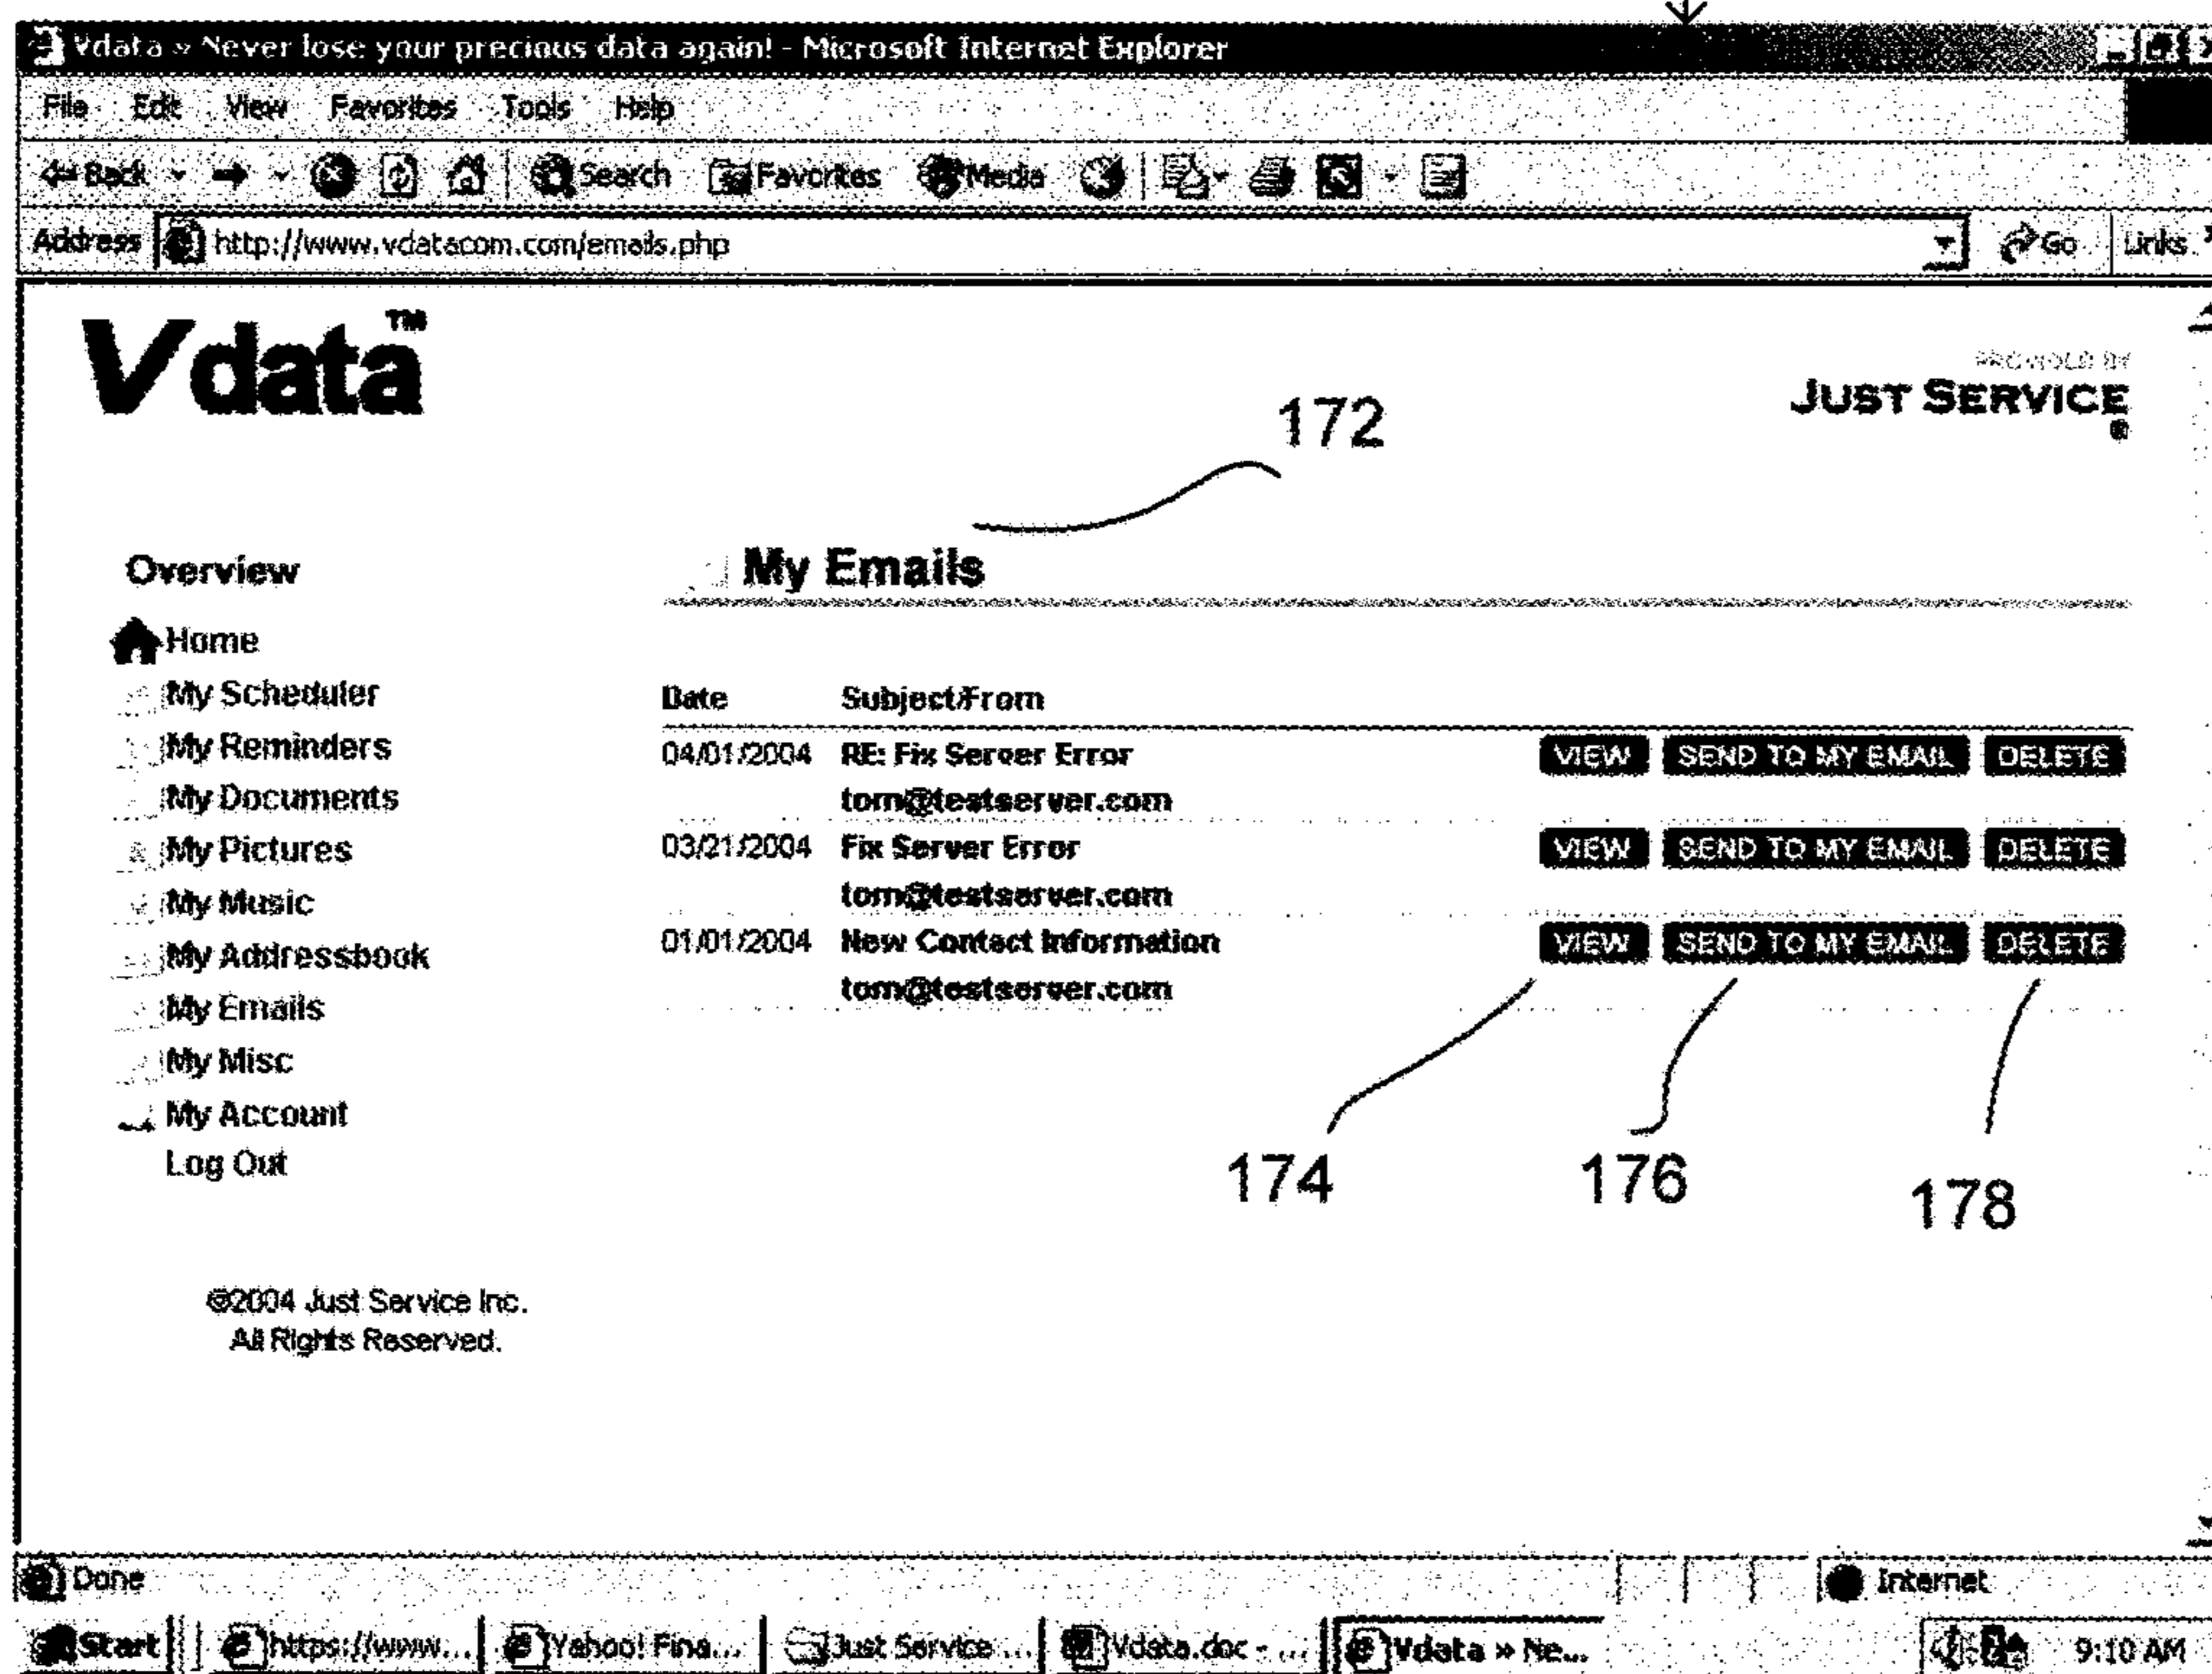 Vdata » Never lose your precious data again! - Microsoft Internet Explorer
File Edit View Favorites Tools Help
Back Search Favorites Media
Address http://www.vdatacom.com/emails.php Go Links
Vdata™
PROVIDED BY
JUST SERVICE
®
172
Overview
My Emails
Home
My Scheduler
My Reminders
My Documents
My Pictures
My Music
My Addressbook
My Emails
My Misc
My Account
Log Out
Date Subject/From
04/01/2004 RE: Fix Server Error VIEW SEND TO MY EMAIL DELETE
tom@testserver.com
03/21/2004 Fix Server Error VIEW SEND TO MY EMAIL DELETE
tom@testserver.com
01/01/2004 New Contact Information VIEW SEND TO MY EMAIL DELETE
tom@testserver.com
174 176 178
©2004 Just Service Inc.
All Rights Reserved.
Done Internet
Start https://www... Yahoo! Fina... Just Service ... Vdata.doc - ... Vdata » Ne... 9:10 AM